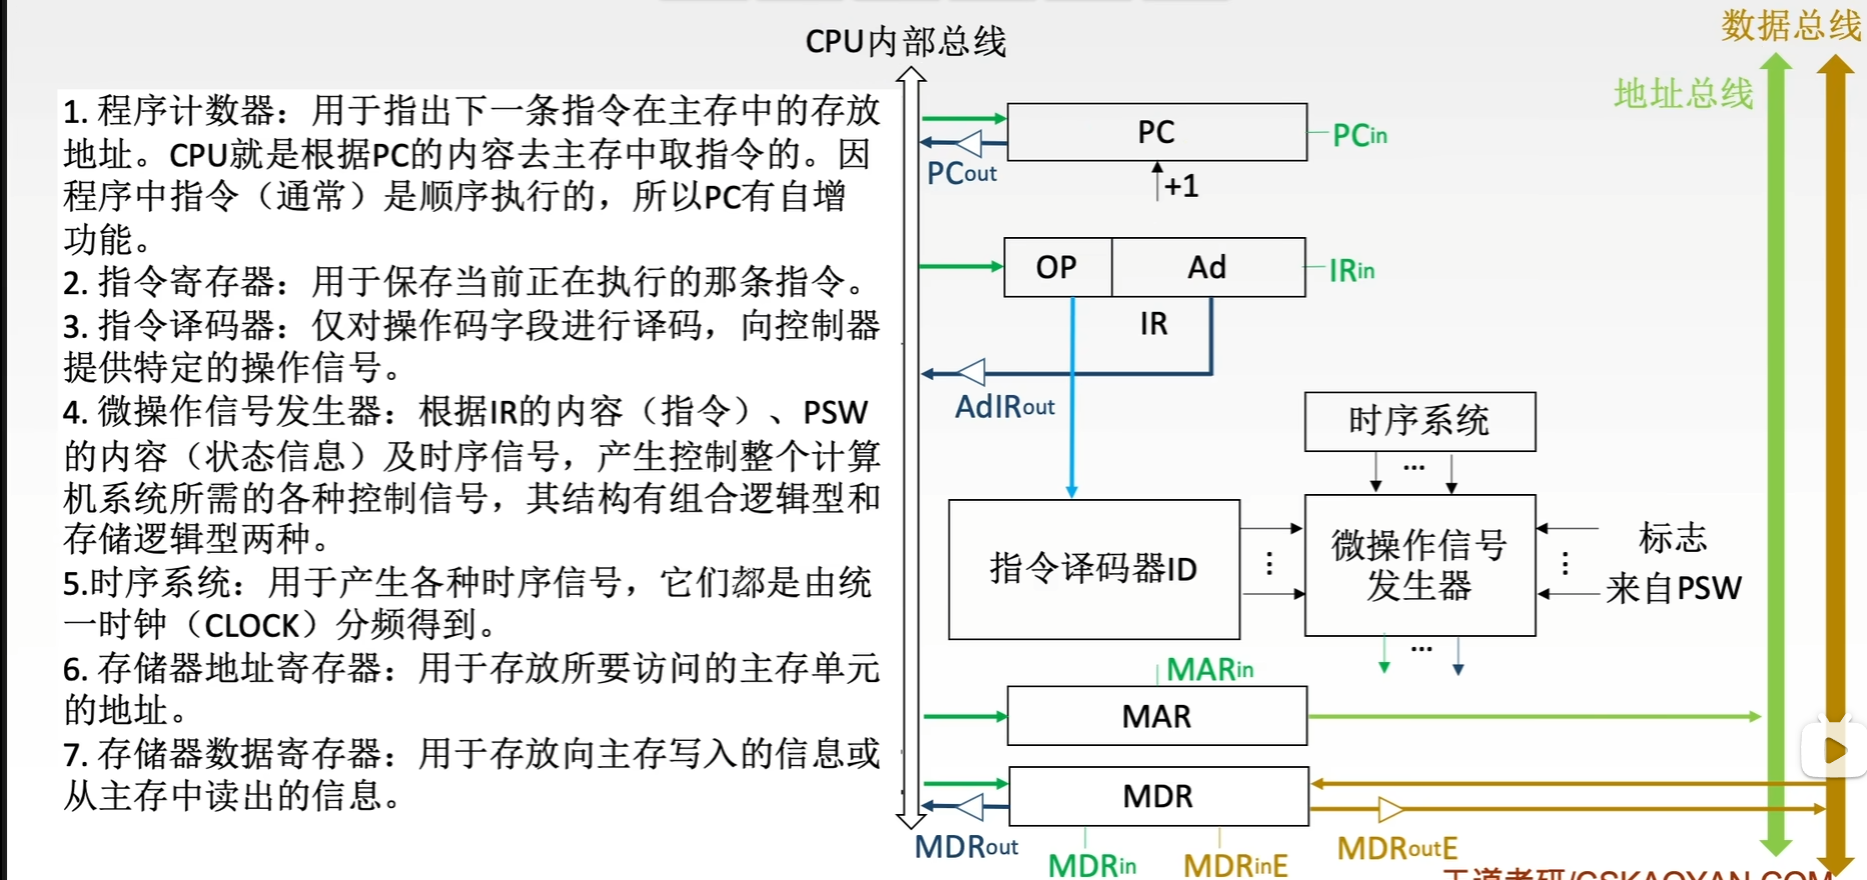 CPU内部总线
数据总线
地址总线
1. 程序计数器：用于指出下一条指令在主存中的存放
地址。CPU就是根据PC的内容去主存中取指令的。因
程序中指令（通常）是顺序执行的，所以PC有自增
功能。
2. 指令寄存器：用于保存当前正在执行的那条指令。
3. 指令译码器：仅对操作码字段进行译码，向控制器
提供特定的操作信号。
4. 微操作信号发生器：根据IR的内容（指令）、PSW
的内容（状态信息）及时序信号，产生控制整个计算
机系统所需的各种控制信号，其结构有组合逻辑型和
存储逻辑型两种。
5.时序系统：用于产生各种时序信号，它们都是由统
一时钟（CLOCK）分频得到。
6. 存储器地址寄存器：用于存放所要访问的主存单元
的地址。
7. 存储器数据寄存器：用于存放向主存写入的信息或
从主存中读出的信息。
PC
PCin
PCout
+1
OP
Ad
IRin
IR
AdIRout
时序系统
...
指令译码器ID
...
微操作信号
发生器
...
标志
来自PSW
...
MARin
MAR
MDR
MDRout
MDRin
MDRinE
MDRoutE
王道考研/CSKAOYAN.COM